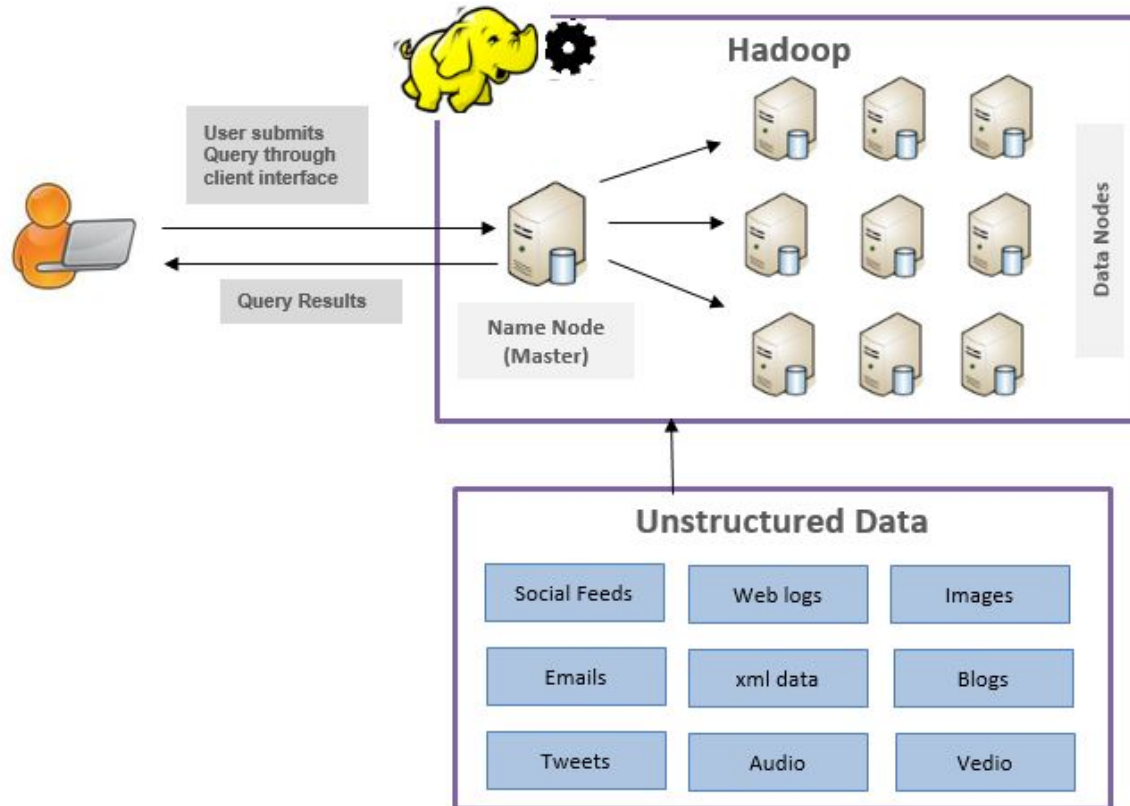 Hadoop
User submits
Query through
client interface
Query Results
Name Node
(Master)
Data Nodes
Unstructured Data
Social Feeds
Web logs
Images
Emails
xml data
Blogs
Tweets
Audio
Vedio